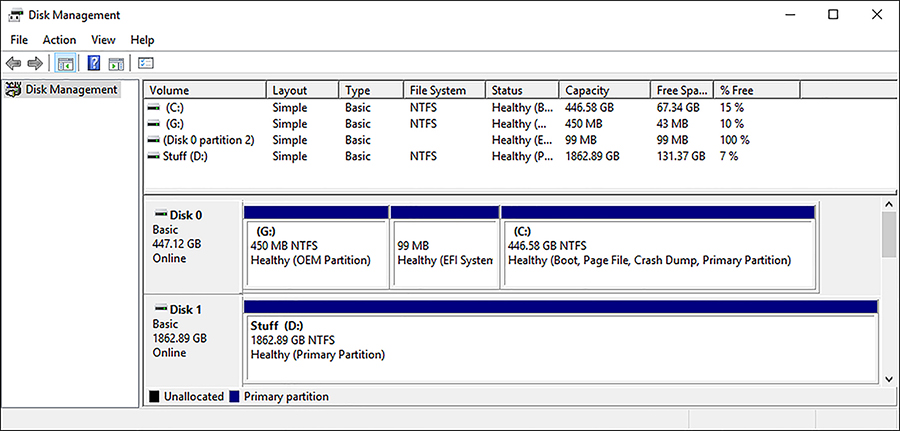 Disk Management
File Action View Help
Disk Management
Volume Layout Type File System Status Capacity Free Spa... % Free
(C:) Simple Basic NTFS Healthy (B... 446.58 GB 67.34 GB 15 %
(G:) Simple Basic NTFS Healthy (... 450 MB 43 MB 10 %
(Disk 0 partition 2) Simple Basic Healthy (E... 99 MB 99 MB 100 %
Stuff (D:) Simple Basic NTFS Healthy (P... 1862.89 GB 131.37 GB 7 %
Disk 0
Basic
447.12 GB
Online
(G:)
450 MB NTFS
Healthy (OEM Partition)
99 MB
Healthy (EFI System
(C:)
446.58 GB NTFS
Healthy (Boot, Page File, Crash Dump, Primary Partition)
Disk 1
Basic
1862.89 GB
Online
Stuff (D:)
1862.89 GB NTFS
Healthy (Primary Partition)
Unallocated Primary partition